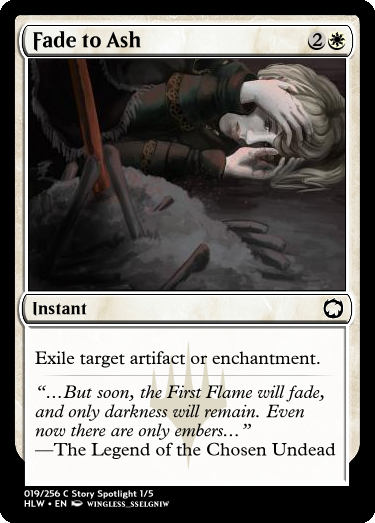 Fade to Ash 2
Instant
Exile target artifact or enchantment.
“…But soon, the First Flame will fade,
and only darkness will remain. Even
now there are only embers…”
—The Legend of the Chosen Undead
019/256 C Story Spotlight 1/5
HLW • EN WINGLESS_SSELGNIW